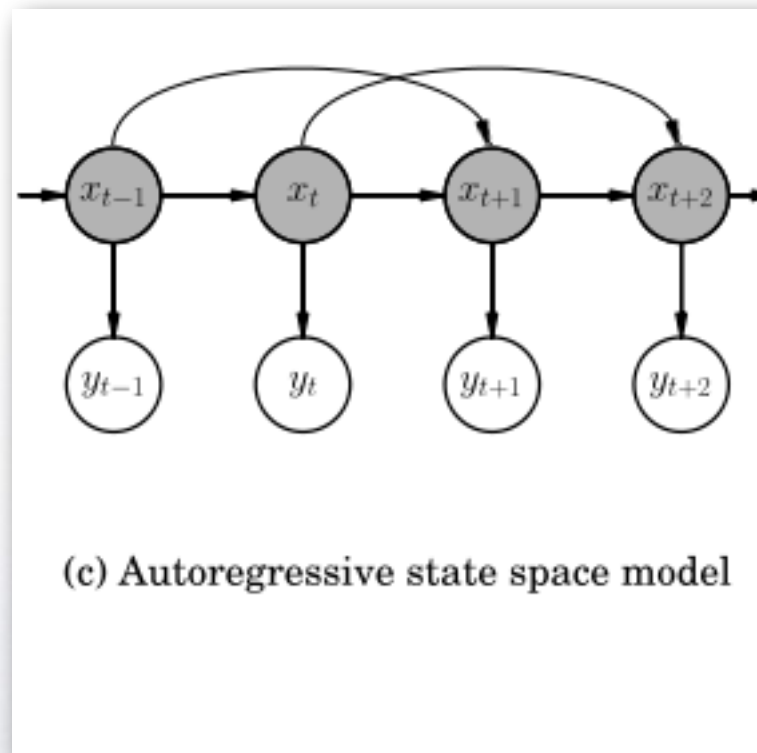 x_{t−1} x_t x_{t+1} x_{t+2}
y_{t−1} y_t y_{t+1} y_{t+2}
(c) Autoregressive state space model